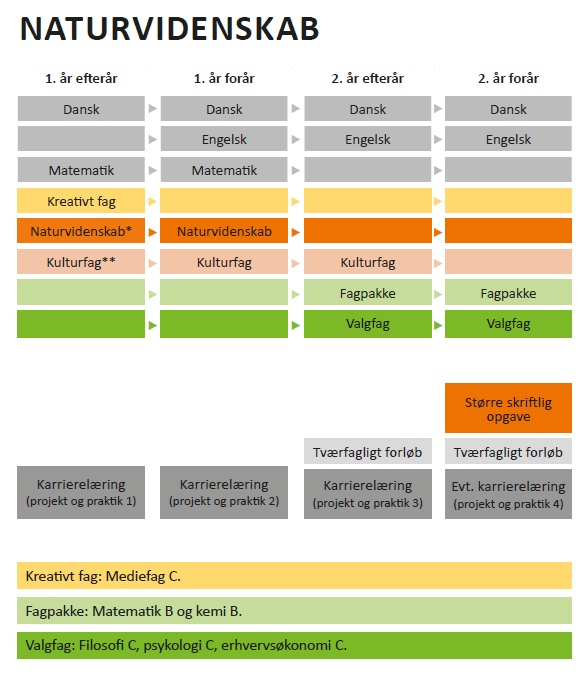 NATURVIDENSKAB
1. år efterår 1. år forår 2. år efterår 2. år forår
Dansk Dansk Dansk Dansk
Engelsk Engelsk Engelsk
Matematik Matematik
Kreativt fag
Naturvidenskab* Naturvidenskab
Kulturfag** Kulturfag Kulturfag
Fagpakke Fagpakke
Valgfag Valgfag
Større skriftlig
opgave
Tværfagligt forløb Tværfagligt forløb
Karrierelæring Karrierelæring Karrierelæring Evt. karrierelæring
(projekt og praktik 1) (projekt og praktik 2) (projekt og praktik 3) (projekt og praktik 4)
Kreativt fag: Mediefag C.
Fagpakke: Matematik B og kemi B.
Valgfag: Filosofi C, psykologi C, erhvervsøkonomi C.